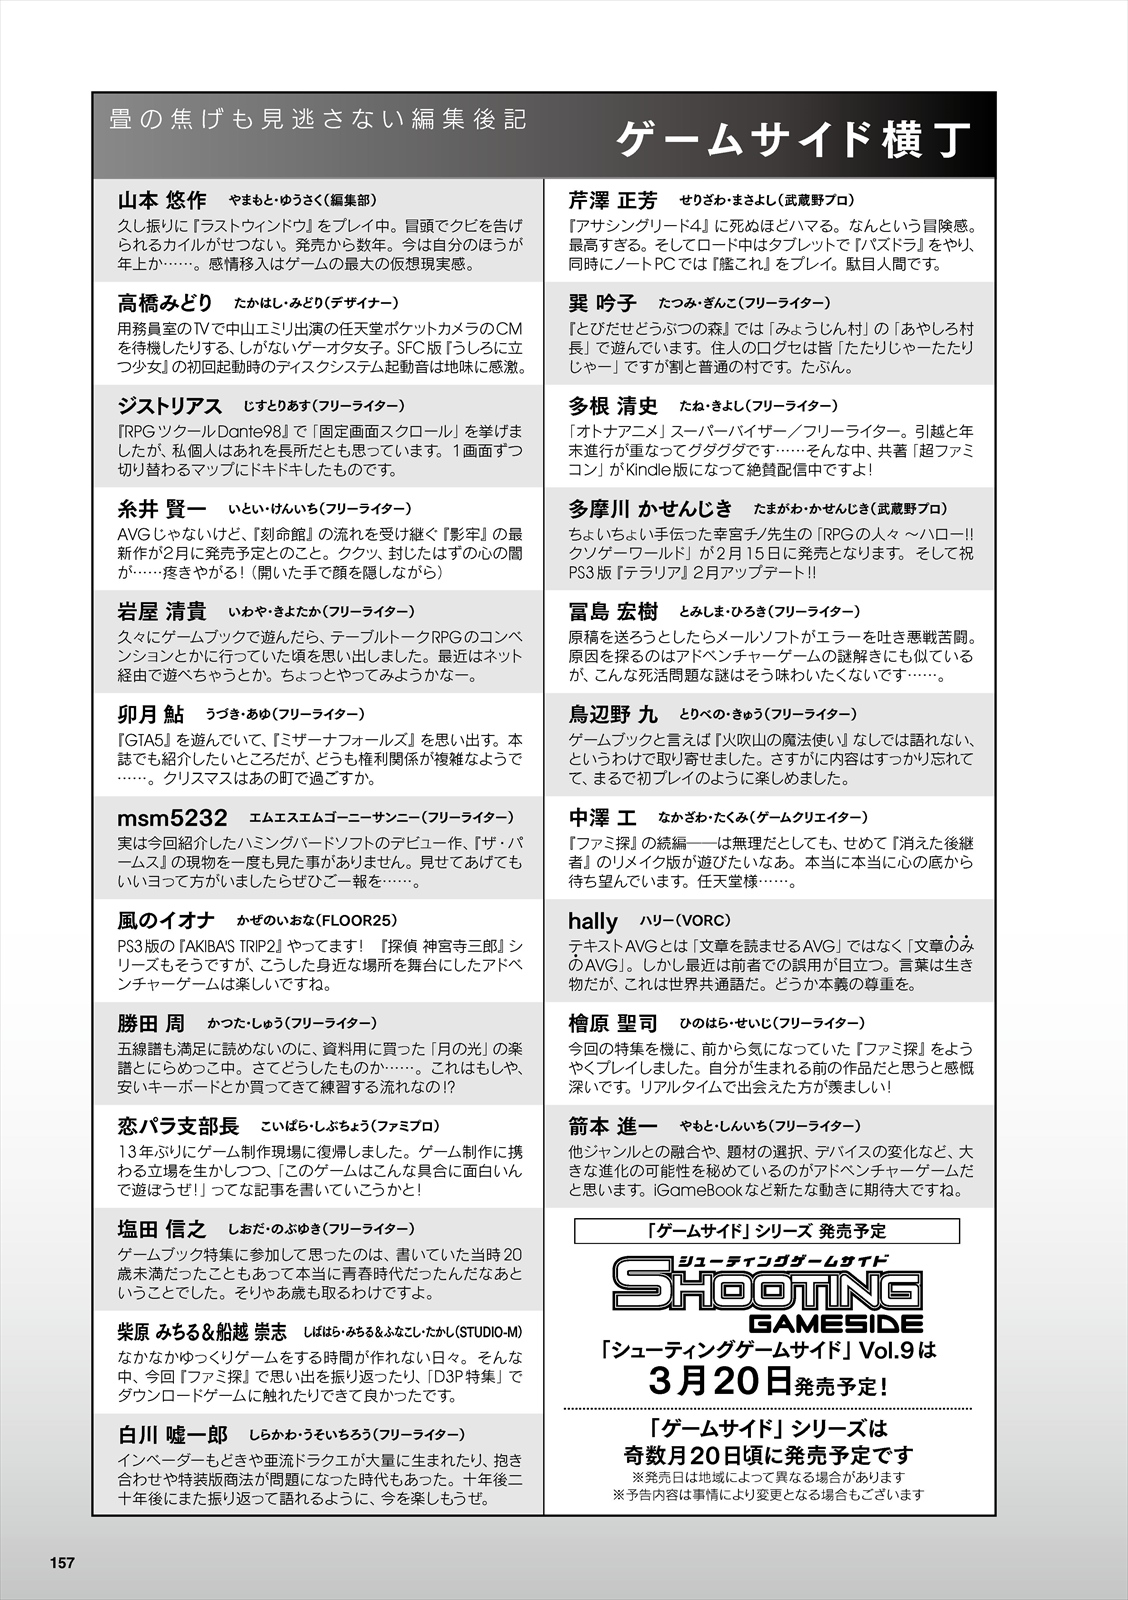 畳の焦げも見逃さない編集後記
ゲームサイド横丁
山本 悠作 やまもと・ゆうさく(編集部)
久し振りに『ラストウィンドウ』をプレイ中。冒頭でクビを告げ
られるカイルがせつない。発売から数年。今は自分のほうが
年上か……。感情移入はゲームの最大の仮想現実感。
高橋みどり たかはし・みどり(デザイナー)
用務員室のTVで中山エミリ出演の任天堂ポケットカメラのCM
を待機したりする、しがないゲーオタ女子。SFC版『うしろに立
つ少女』の初回起動時のディスクシステム起動音は地味に感激。
ジストリアス じすとりあす(フリーライター)
『RPGツクールDante98』で「固定画面スクロール」を挙げま
したが、私個人はあれを長所だとも思っています。1画面ずつ
切り替わるマップにドキドキしたものです。
糸井 賢一 いとい・けんいち(フリーライター)
AVGじゃないけど、『刻命館』の流れを受け継ぐ『影牢』の最
新作が2月に発売予定とのこと。ククッ、封じたはずの心の闇
が……疼きやがる!(開いた手で顔を隠しながら)
岩屋 清貴 いわや・きよたか(フリーライター)
久々にゲームブックで遊んだら、テーブルトークRPGのコンベ
ンションとかに行っていた頃を思い出しました。最近はネット
経由で遊べちゃうとか。ちょっとやってみようかなー。
卯月 鮎 うづき・あゆ(フリーライター)
『GTA5』を遊んでいて、『ミザーナフォールズ』を思い出す。本
誌でも紹介したいところだが、どうも権利関係が複雑なようで
……。クリスマスはあの町で過ごすか。
msm5232 エムエスエムゴーニーサンニー(フリーライター)
実は今回紹介したハミングバードソフトのデビュー作、『ザ・パ
ームス』の現物を一度も見た事がありません。見せてあげても
いいヨって方がいましたらぜひご一報を……。
風のイオナ かぜのいおな(FLOOR25)
PS3版の『AKIBA'S TRIP2』やってます! 『探偵 神宮寺三郎』シ
リーズもそうですが、こうした身近な場所を舞台にしたアドベ
ンチャーゲームは楽しいですね。
勝田 周 かつた・しゅう(フリーライター)
五線譜も満足に読めないのに、資料用に買った「月の光」の楽
譜とにらめっこ中。さてどうしたものか……。これはもしや、
安いキーボードとか買ってきて練習する流れなの!?
恋パラ支部長 こいぱら・しぶちょう(ファミプロ)
13年ぶりにゲーム制作現場に復帰しました。ゲーム制作に携
わる立場を生かしつつ、「このゲームはこんな具合に面白いん
で遊ぼうぜ!」ってな記事を書いていこうかと!
塩田 信之 しおだ・のぶゆき(フリーライター)
ゲームブック特集に参加して思ったのは、書いていた当時20
歳未満だったこともあって本当に青春時代だったんだなあと
いうことでした。そりゃあ歳も取るわけですよ。
柴原 みちる&船越 崇志 しばはら・みちる&ふなこし・たかし(STUDIO-M)
なかなかゆっくりゲームをする時間が作れない日々。そんな
中、今回『ファミ探』で思い出を振り返ったり、「D3P特集」で
ダウンロードゲームに触れたりできて良かったです。
白川 嘘一郎 しらかわ・うそいちろう(フリーライター)
インベーダーもどきや亜流ドラクエが大量に生まれたり、抱き
合わせや特装版商法が問題になった時代もあった。十年後二
十年後にまた振り返って語れるように、今を楽しもうぜ。
芹澤 正芳 せりざわ・まさよし(武蔵野プロ)
『アサシングリード4』に死ぬほどハマる。なんという冒険感。
最高すぎる。そしてロード中はタブレットで『パズドラ』をやり、
同時にノートPCでは『艦これ』をプレイ。駄目人間です。
巽 吟子 たつみ・ぎんこ(フリーライター)
『とびだせどうぶつの森』では「みょうじん村」の「あやしろ村
長」で遊んでいます。住人の口グセは皆「たたりじゃーたたり
じゃー」ですが割と普通の村です。たぶん。
多根 清史 たね・きよし(フリーライター)
「オトナアニメ」スーパーバイザー/フリーライター。引越と年
末進行が重なってグダグダです……そんな中、共著「超ファミ
コン」がKindle版になって絶賛配信中ですよ!
多摩川 かせんじき たまがわ・かせんじき(武蔵野プロ)
ちょいちょい手伝った幸宮チノ先生の「RPGの人々 ～ハロー!!
クソゲーワールド」が2月15日に発売となります。そして祝
PS3版『テラリア』2月アップデート!!
冨島 宏樹 とみしま・ひろき(フリーライター)
原稿を送ろうとしたらメールソフトがエラーを吐き悪戦苦闘。
原因を探るのはアドベンチャーゲームの謎解きにも似ている
が、こんな死活問題な謎はそう味わいたくないです……。
鳥辺野 九 とりべの・きゅう(フリーライター)
ゲームブックと言えば『火吹山の魔法使い』なしでは語れない、
というわけで取り寄せました。さすがに内容はすっかり忘れて
て、まるで初プレイのように楽しめました。
中澤 工 なかざわ・たくみ(ゲームクリエイター)
『ファミ探』の続編――は無理だとしても、せめて『消えた後継
者』のリメイク版が遊びたいなあ。本当に本当に心の底から
待ち望んでいます。任天堂様……。
hally ハリー(VORC)
テキストAVGとは「文章を読ませるAVG」ではなく「文章のみ
のAVG」。しかし最近は前者での誤用が目立つ。言葉は生き
物だが、これは世界共通語だ。どうか本義の尊重を。
檜原 聖司 ひのはら・せいじ(フリーライター)
今回の特集を機に、前から気になっていた『ファミ探』をよう
やくプレイしました。自分が生まれる前の作品だと思うと感慨
深いです。リアルタイムで出会えた方が羨ましい!
箭本 進一 やもと・しんいち(フリーライター)
他ジャンルとの融合や、題材の選択、デバイスの変化など、大
きな進化の可能性を秘めているのがアドベンチャーゲームだ
と思います。iGameBookなど新たな動きに期待大ですね。
「ゲームサイド」シリーズ 発売予定
シューティングゲームサイド
SHOOTING
GAMESIDE
「シューティングゲームサイド」Vol.9は
3月20日発売予定!
「ゲームサイド」シリーズは
奇数月20日頃に発売予定です
※発売日は地域によって異なる場合があります
※予告内容は事情により変更となる場合もございます
157